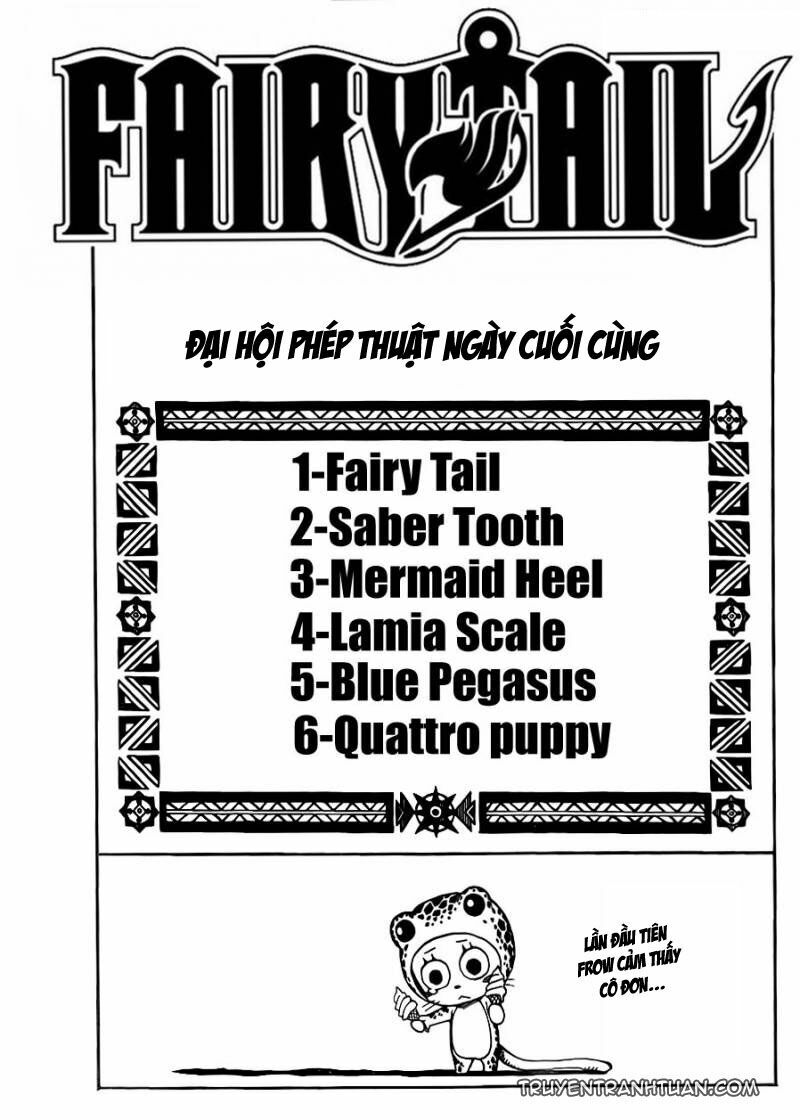 FAIRY TAIL
ĐẠI HỘI PHÉP THUẬT NGÀY CUỐI CÙNG
1-Fairy Tail
2-Saber Tooth
3-Mermaid Heel
4-Lamia Scale
5-Blue Pegasus
6-Quattro puppy
LẦN ĐẦU TIÊN
FROW CẢM THẤY
CÔ ĐƠN...
TRUYENTRANHTUAN.COM